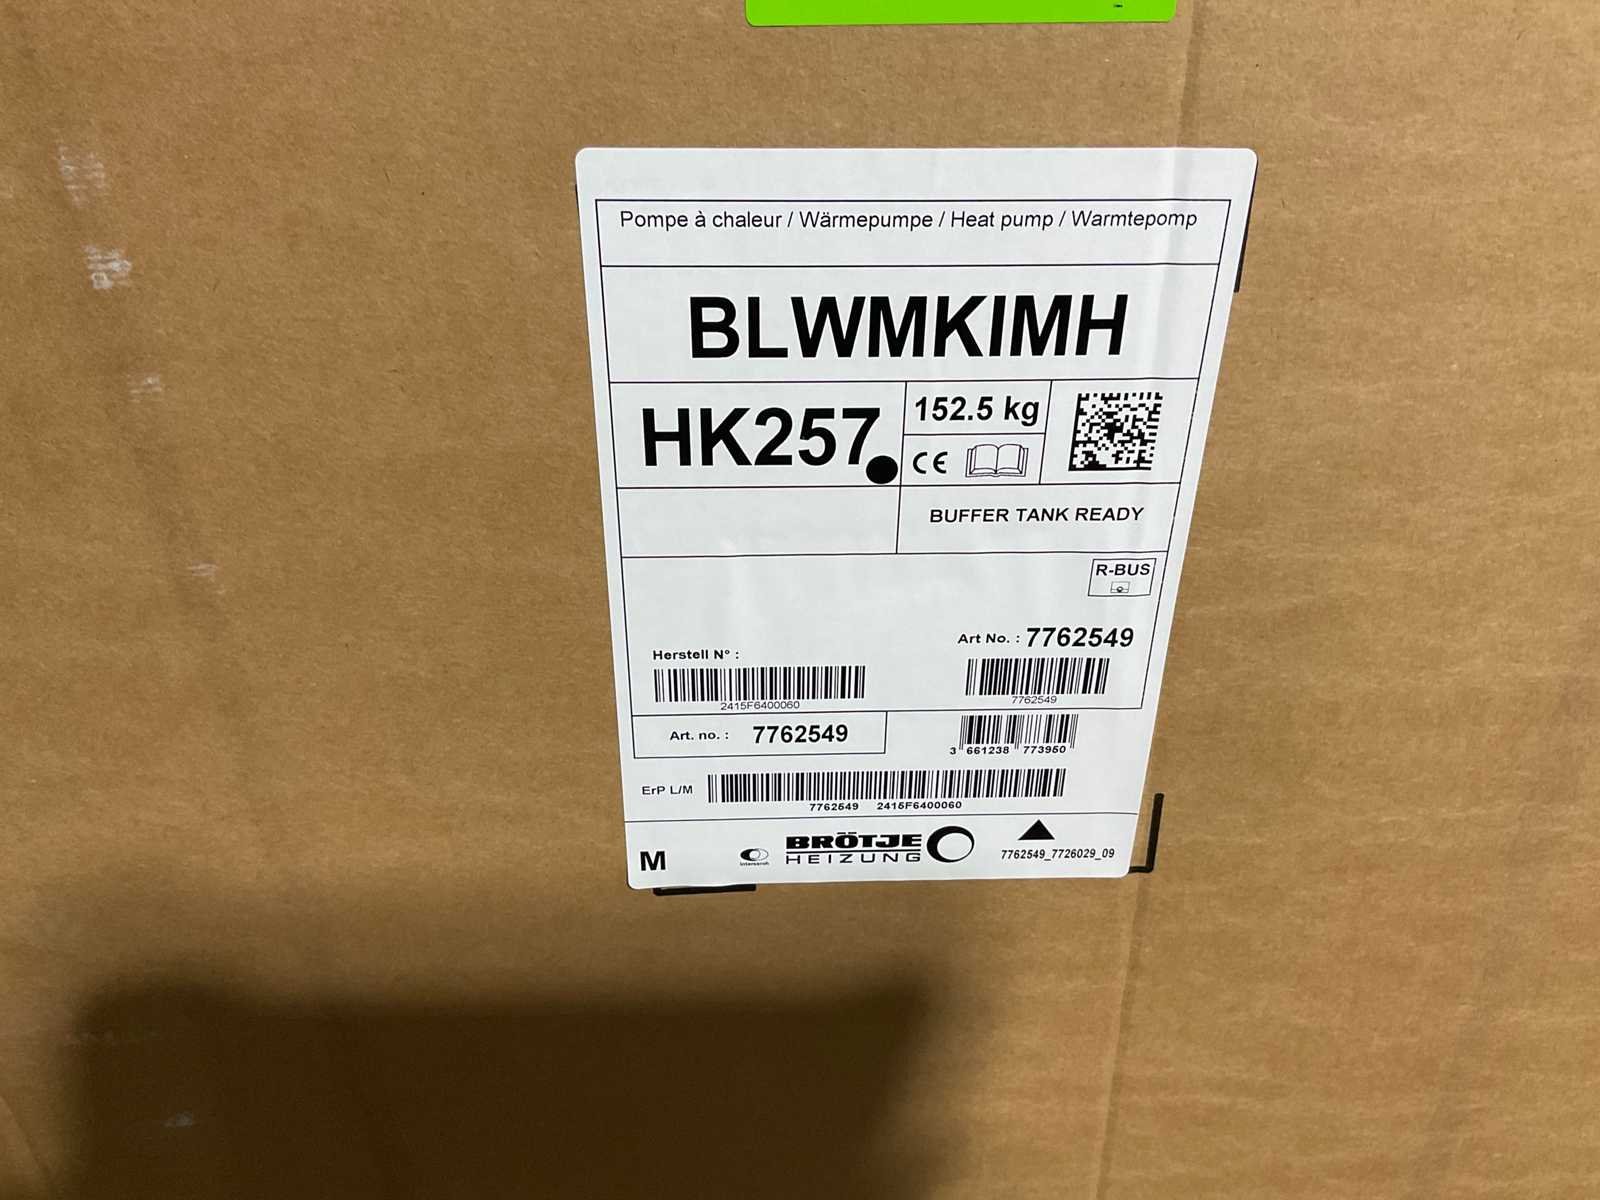 Pompe à chaleur / Wärmepumpe / Heat pump / Warmtepomp
BLWMKIMH
HK257
152.5 kg
CE
BUFFER TANK READY
R-BUS
Herstell N° :
2415F6400060
Art No. : 7762549
7762549
Art. no. : 7762549
3 661238 773950
ErP L/M
7762549 2415F6400060
M
interseroh
BRÖTJE
HEIZUNG
7762549_7726029_09